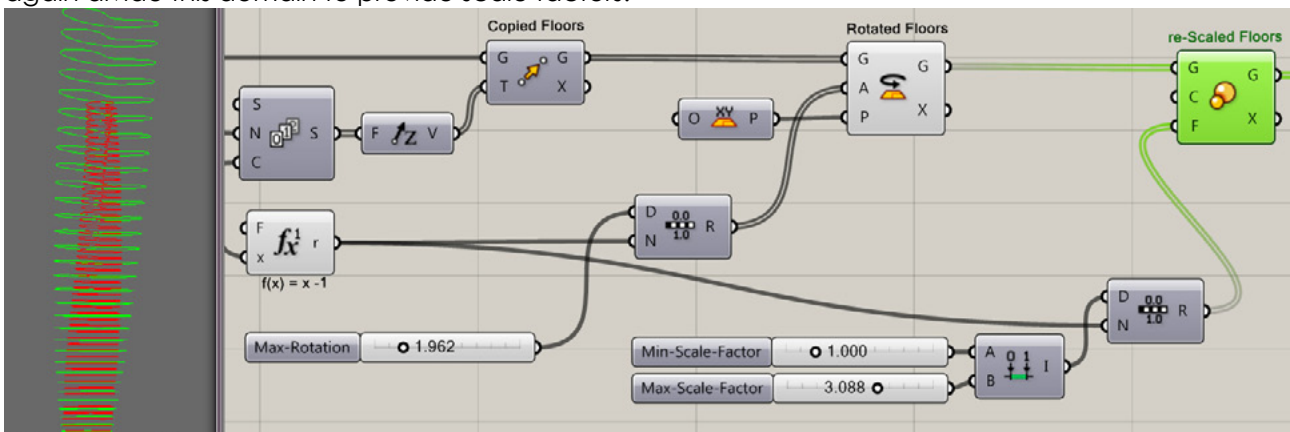 Copied Floors
Rotated Floors
re-Scaled Floors
G G
T X
G G
A
P X
G G
C
F X
S
N S
C
F V
O XY P
D 0.0 R
N 1.0
F
x fx¹ r
f(x) = x -1
D 0.0 R
N 1.0
Max-Rotation 1.962
Min-Scale-Factor 1.000
Max-Scale-Factor 3.088
A 0 1 I
B